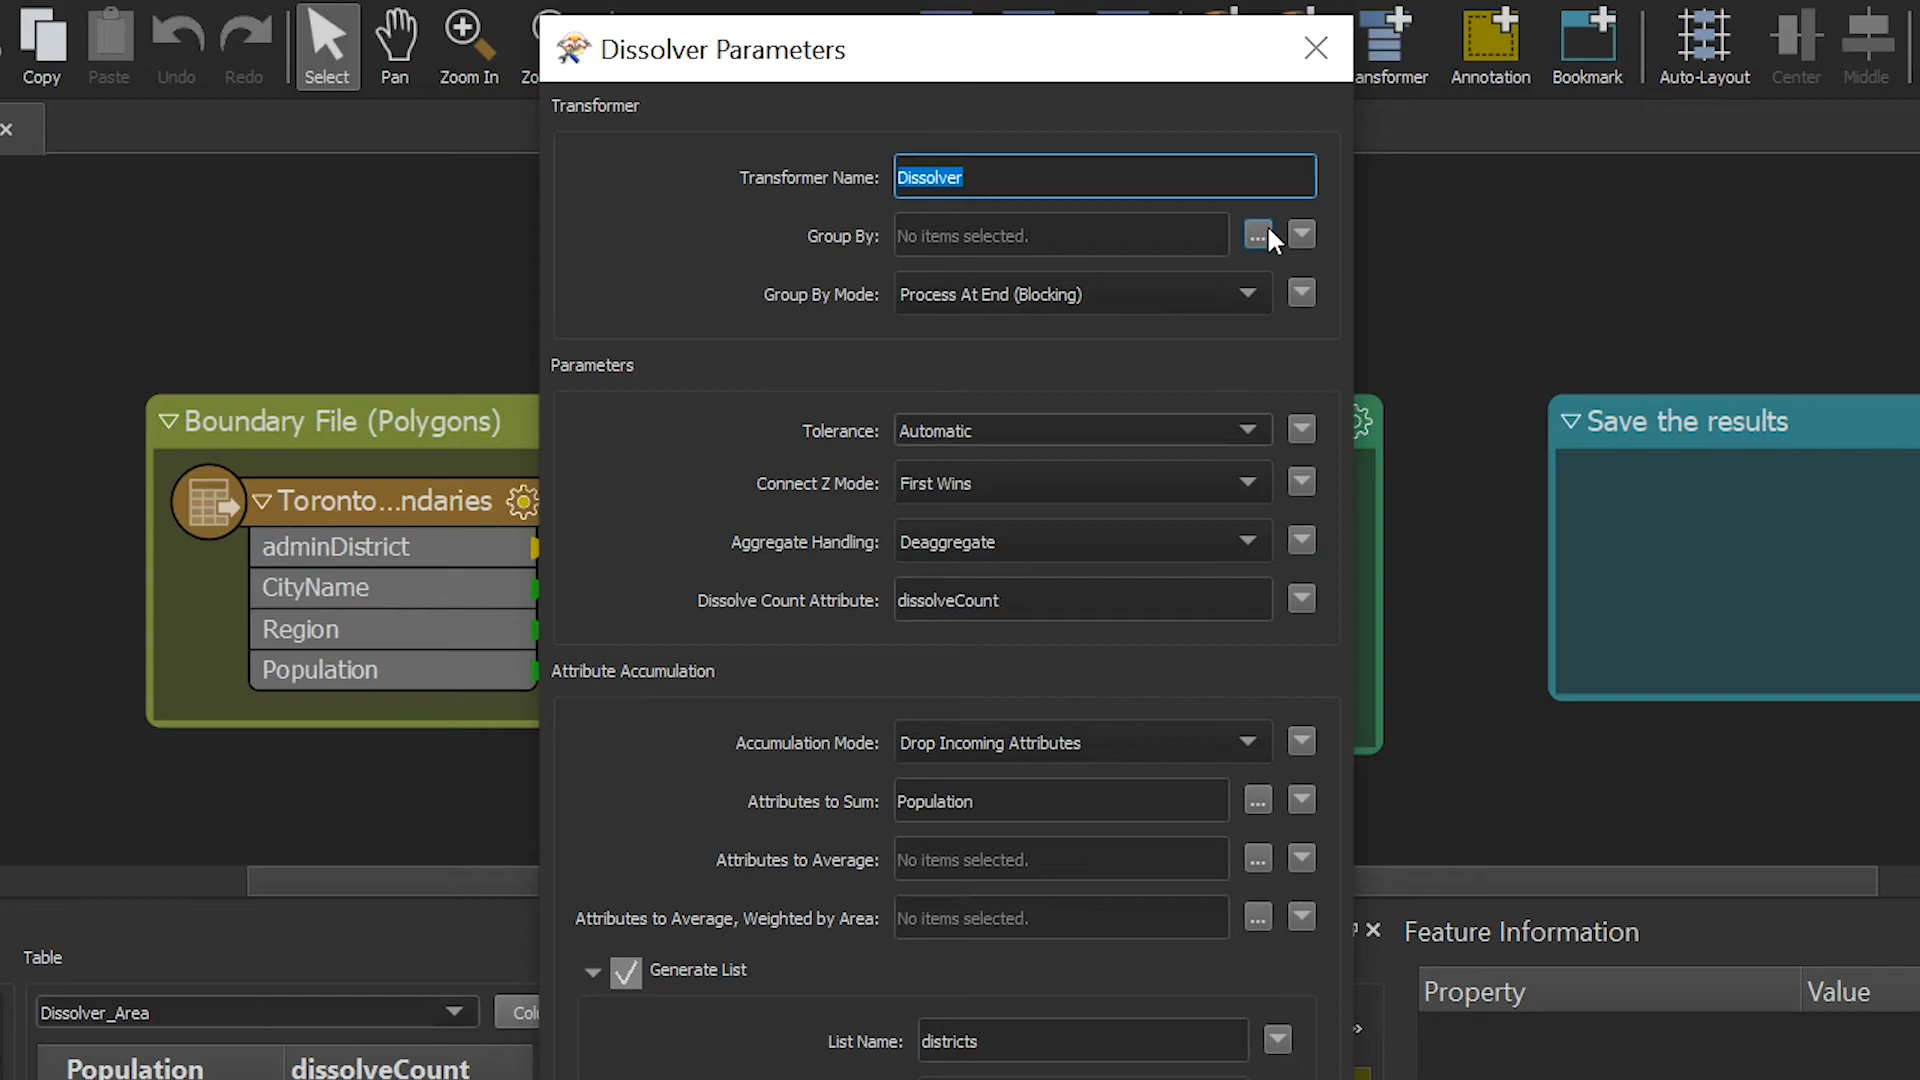 Copy
Paste
Undo
Redo
Select
Pan
Zoom In
Dissolver Parameters
ansformer
Annotation
Bookmark
Auto-Layout
Center
Middle
Transformer
Transformer Name: Dissolver
Group By: No items selected. ...
Group By Mode: Process At End (Blocking)
Parameters
Tolerance: Automatic
Connect Z Mode: First Wins
Aggregate Handling: Deaggregate
Dissolve Count Attribute: dissolveCount
Attribute Accumulation
Accumulation Mode: Drop Incoming Attributes
Attributes to Sum: Population ...
Attributes to Average: No items selected. ...
Attributes to Average, Weighted by Area: No items selected. ...
Generate List
List Name: districts
Boundary File (Polygons)
Toronto...ndaries
adminDistrict
CityName
Region
Population
Save the results
Table
Dissolver_Area
Population dissolveCount
Feature Information
Property Value